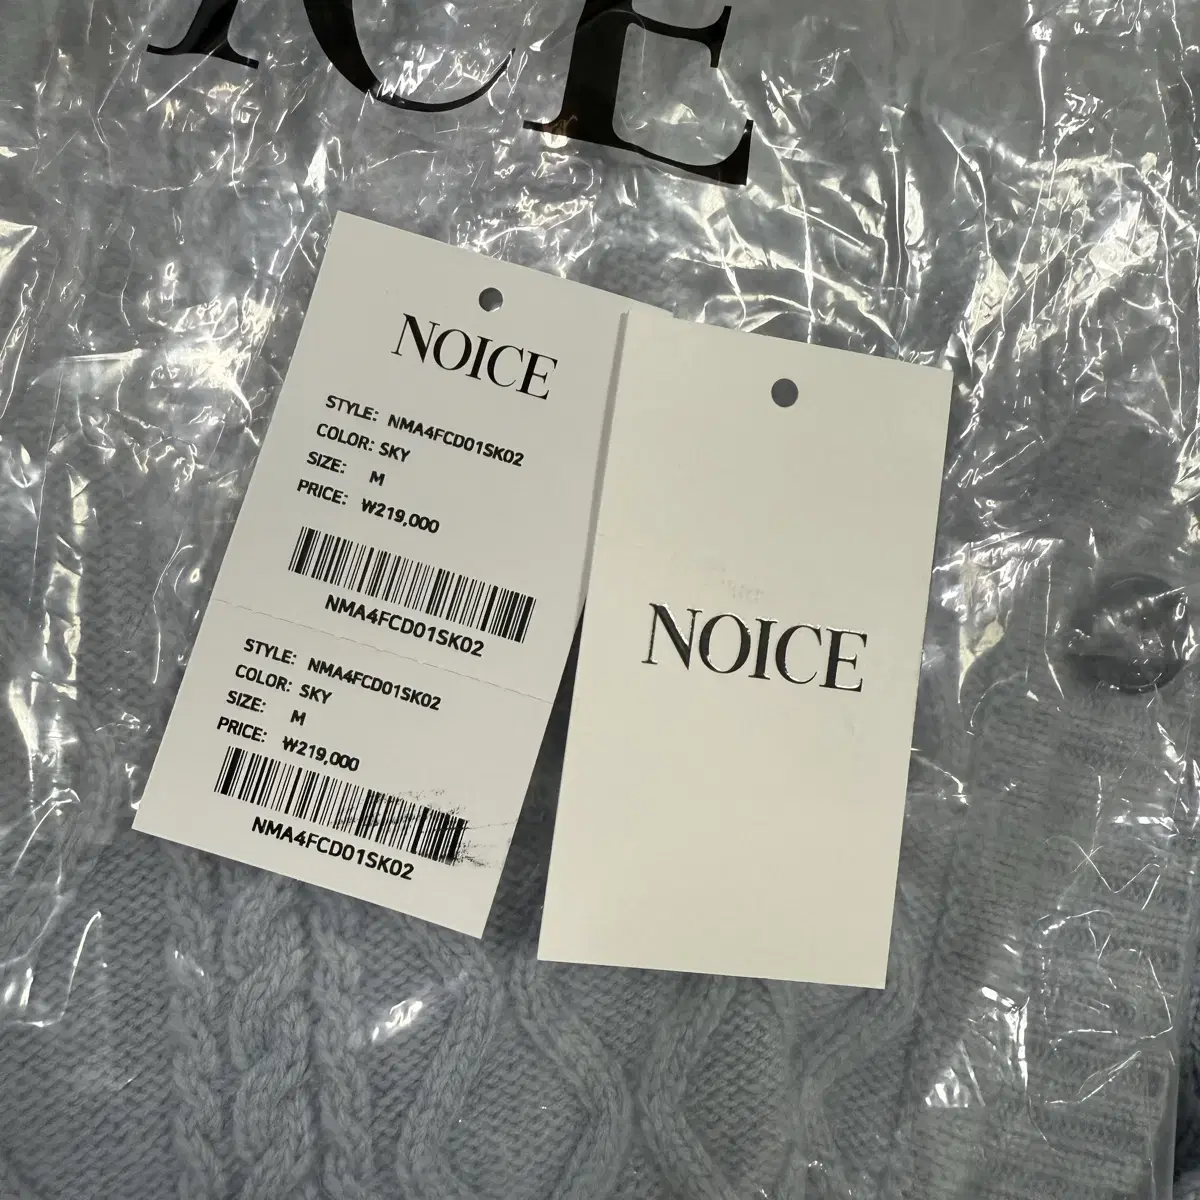 ICE
NOICE
STYLE: NMA4FCD01SK02
COLOR: SKY
SIZE: M
PRICE: ₩219,000
NMA4FCD01SK02
STYLE: NMA4FCD01SK02
COLOR: SKY
SIZE: M
PRICE: ₩219,000
NMA4FCD01SK02
NOICE